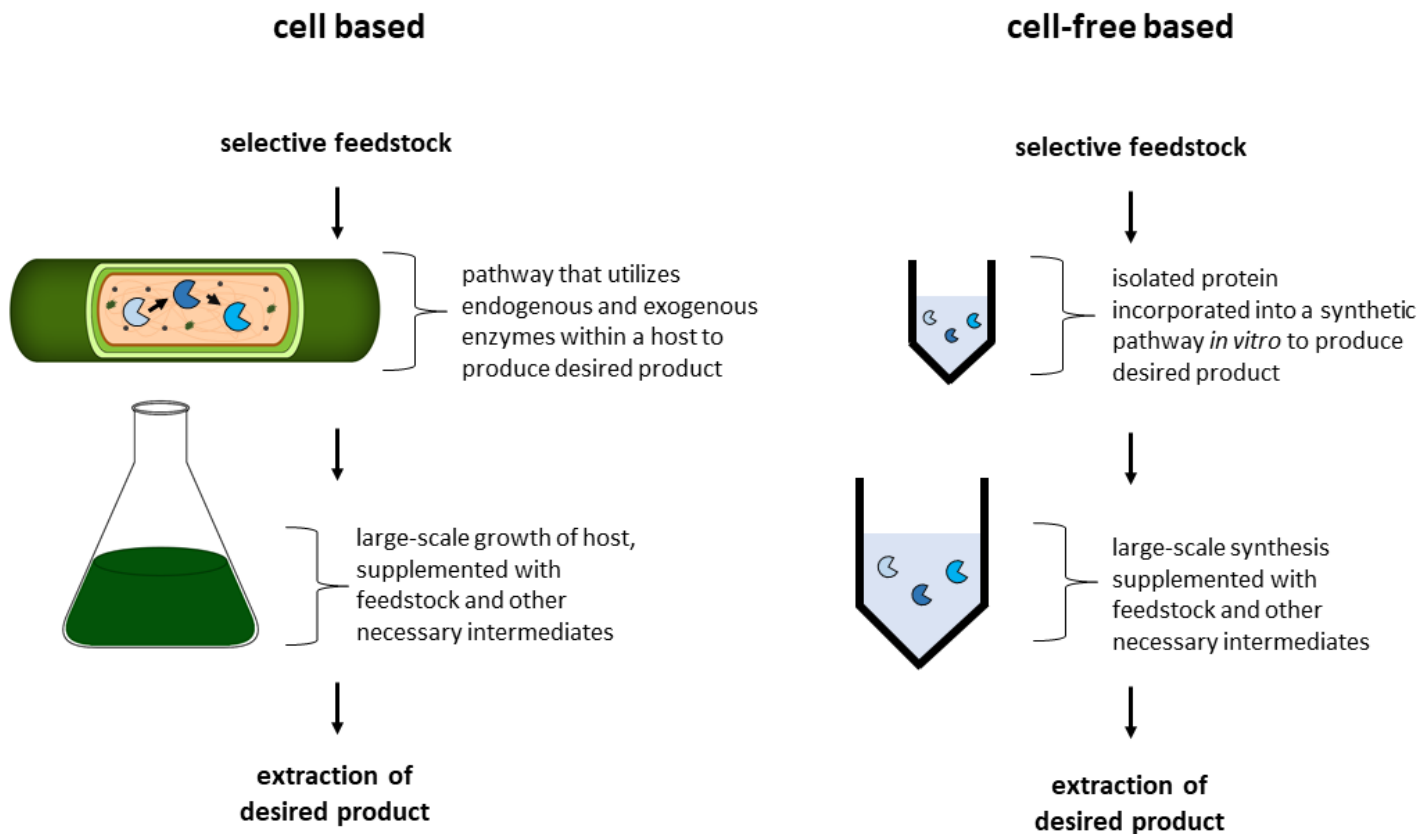 cell based
selective feedstock
pathway that utilizes
endogenous and exogenous
enzymes within a host to
produce desired product
large-scale growth of host,
supplemented with
feedstock and other
necessary intermediates
extraction of
desired product
cell-free based
selective feedstock
isolated protein
incorporated into a synthetic
pathway in vitro to produce
desired product
large-scale synthesis
supplemented with
feedstock and other
necessary intermediates
extraction of
desired product